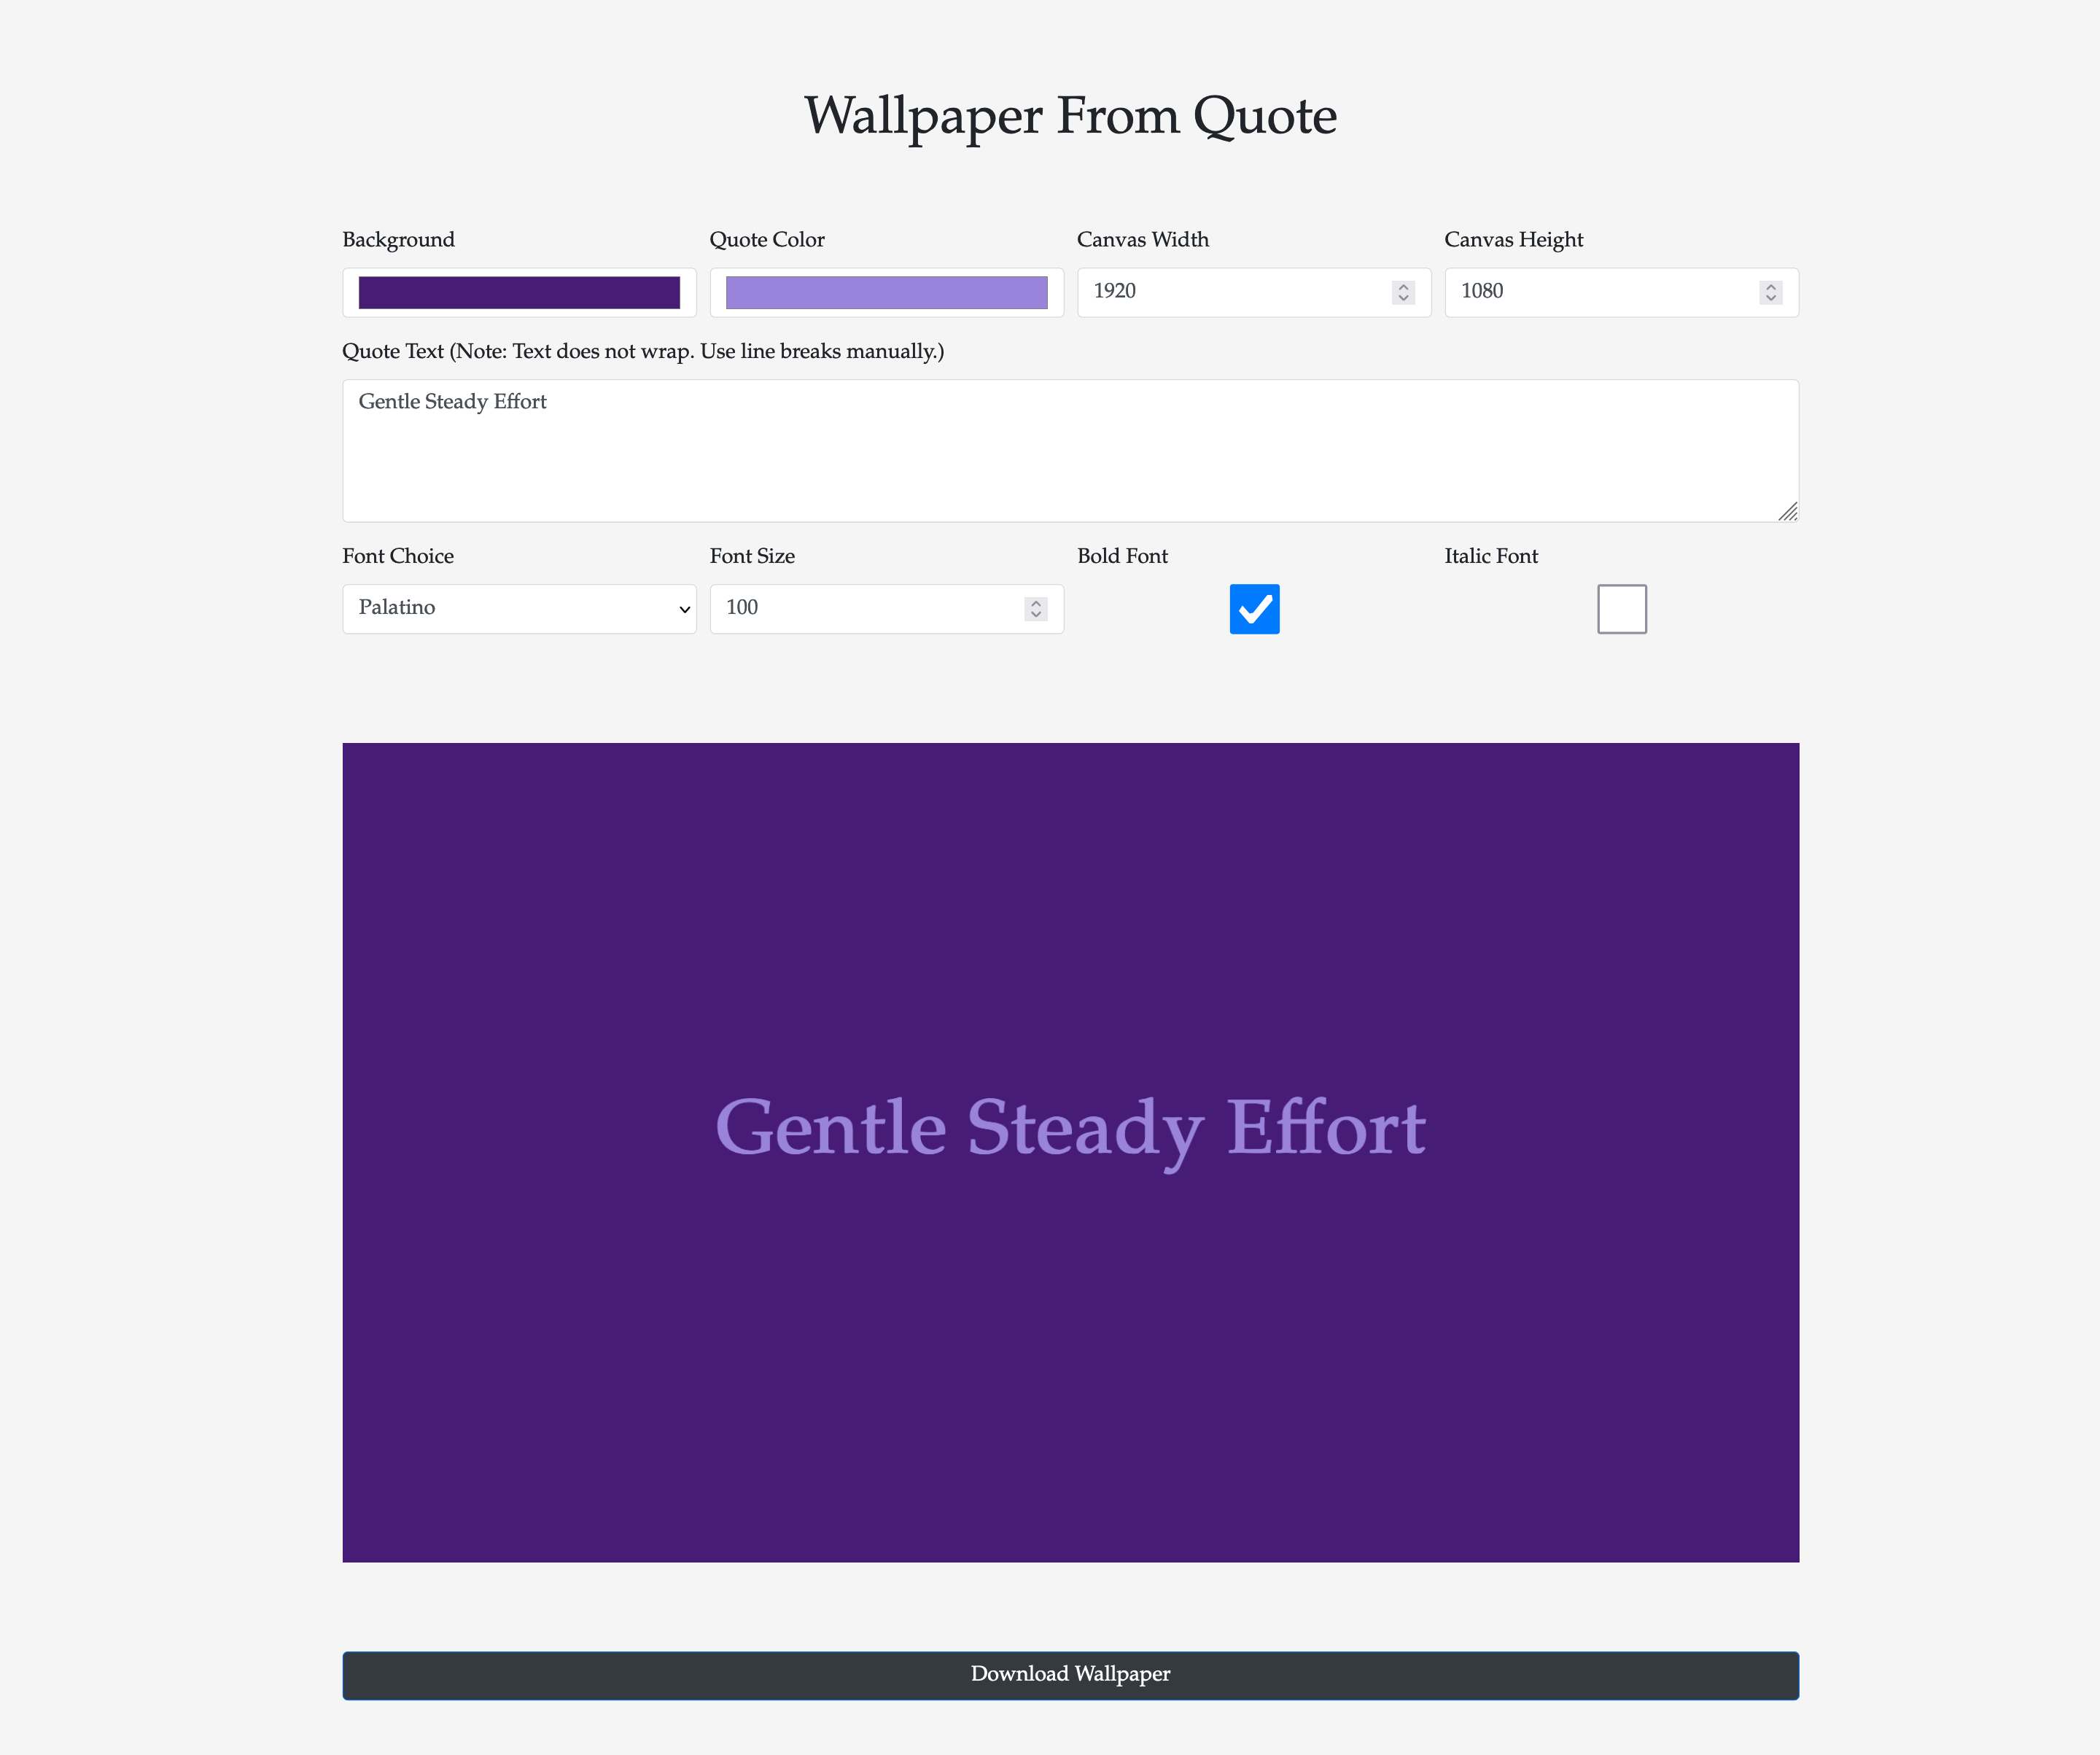 Wallpaper From Quote
Background Quote Color Canvas Width Canvas Height
1920 1080
Quote Text (Note: Text does not wrap. Use line breaks manually.)
Gentle Steady Effort
Font Choice Font Size Bold Font Italic Font
Palatino 100
Gentle Steady Effort
Download Wallpaper